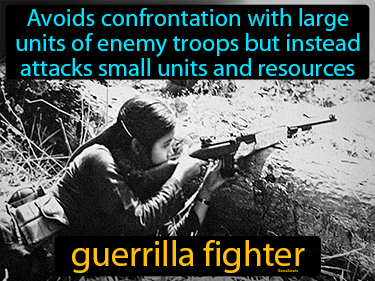 Avoids confrontation with large
units of enemy troops but instead
attacks small units and resources
guerrilla fighter